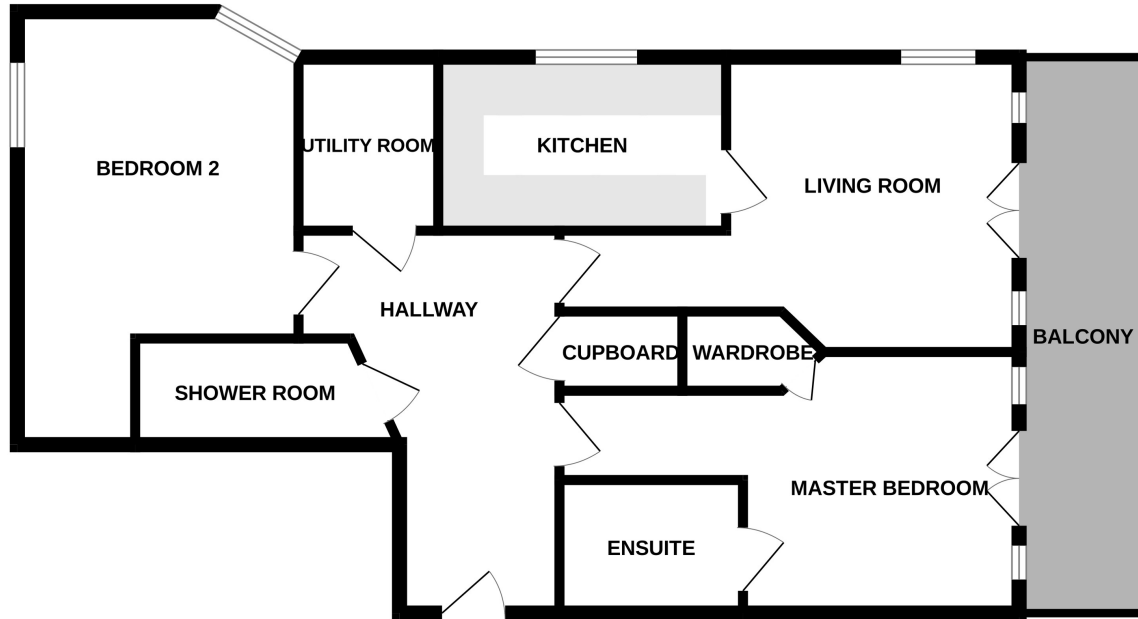 BEDROOM 2
UTILITY ROOM
KITCHEN
LIVING ROOM
HALLWAY
BALCONY
CUPBOARD
WARDROBE
SHOWER ROOM
MASTER BEDROOM
ENSUITE